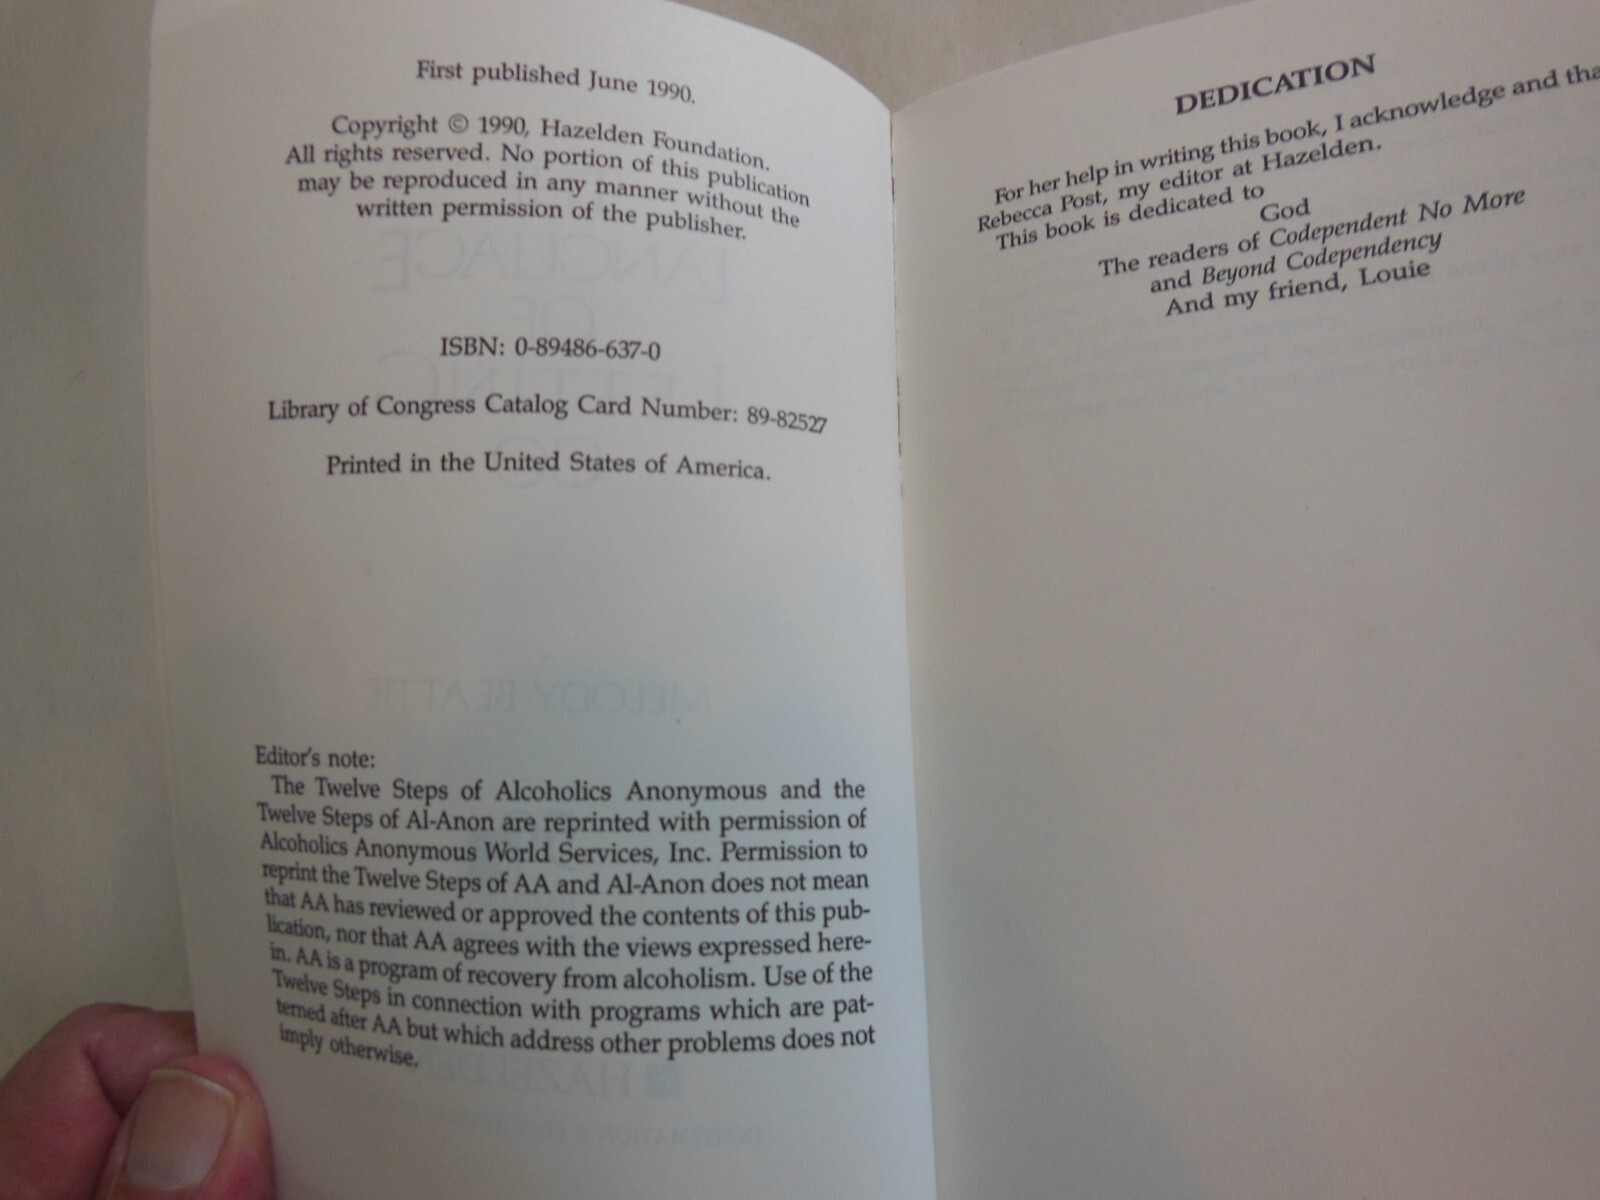 First published June 1990.
Copyright © 1990, Hazelden Foundation.
All rights reserved. No portion of this publication
may be reproduced in any manner without the
written permission of the publisher.
ISBN: 0-89486-637-0
Library of Congress Catalog Card Number: 89-82527
Printed in the United States of America.
LANGUAGE
OF
LETTING
GO
MELODY BEATTIE
Editor's note:
The Twelve Steps of Alcoholics Anonymous and the
Twelve Steps of Al-Anon are reprinted with permission of
Alcoholics Anonymous World Services, Inc. Permission to
reprint the Twelve Steps of AA and Al-Anon does not mean
that AA has reviewed or approved the contents of this pub-
lication, nor that AA agrees with the views expressed here-
in. AA is a program of recovery from alcoholism. Use of the
Twelve Steps in connection with programs which are pat-
terned after AA but which address other problems does not
imply otherwise.
HAZELDE
DEDICATION
For her help in writing this book, I acknowledge and tha
Rebecca Post, my editor at Hazelden.
This book is dedicated to
God
The readers of Codependent No More
and Beyond Codependency
And my friend, Louie